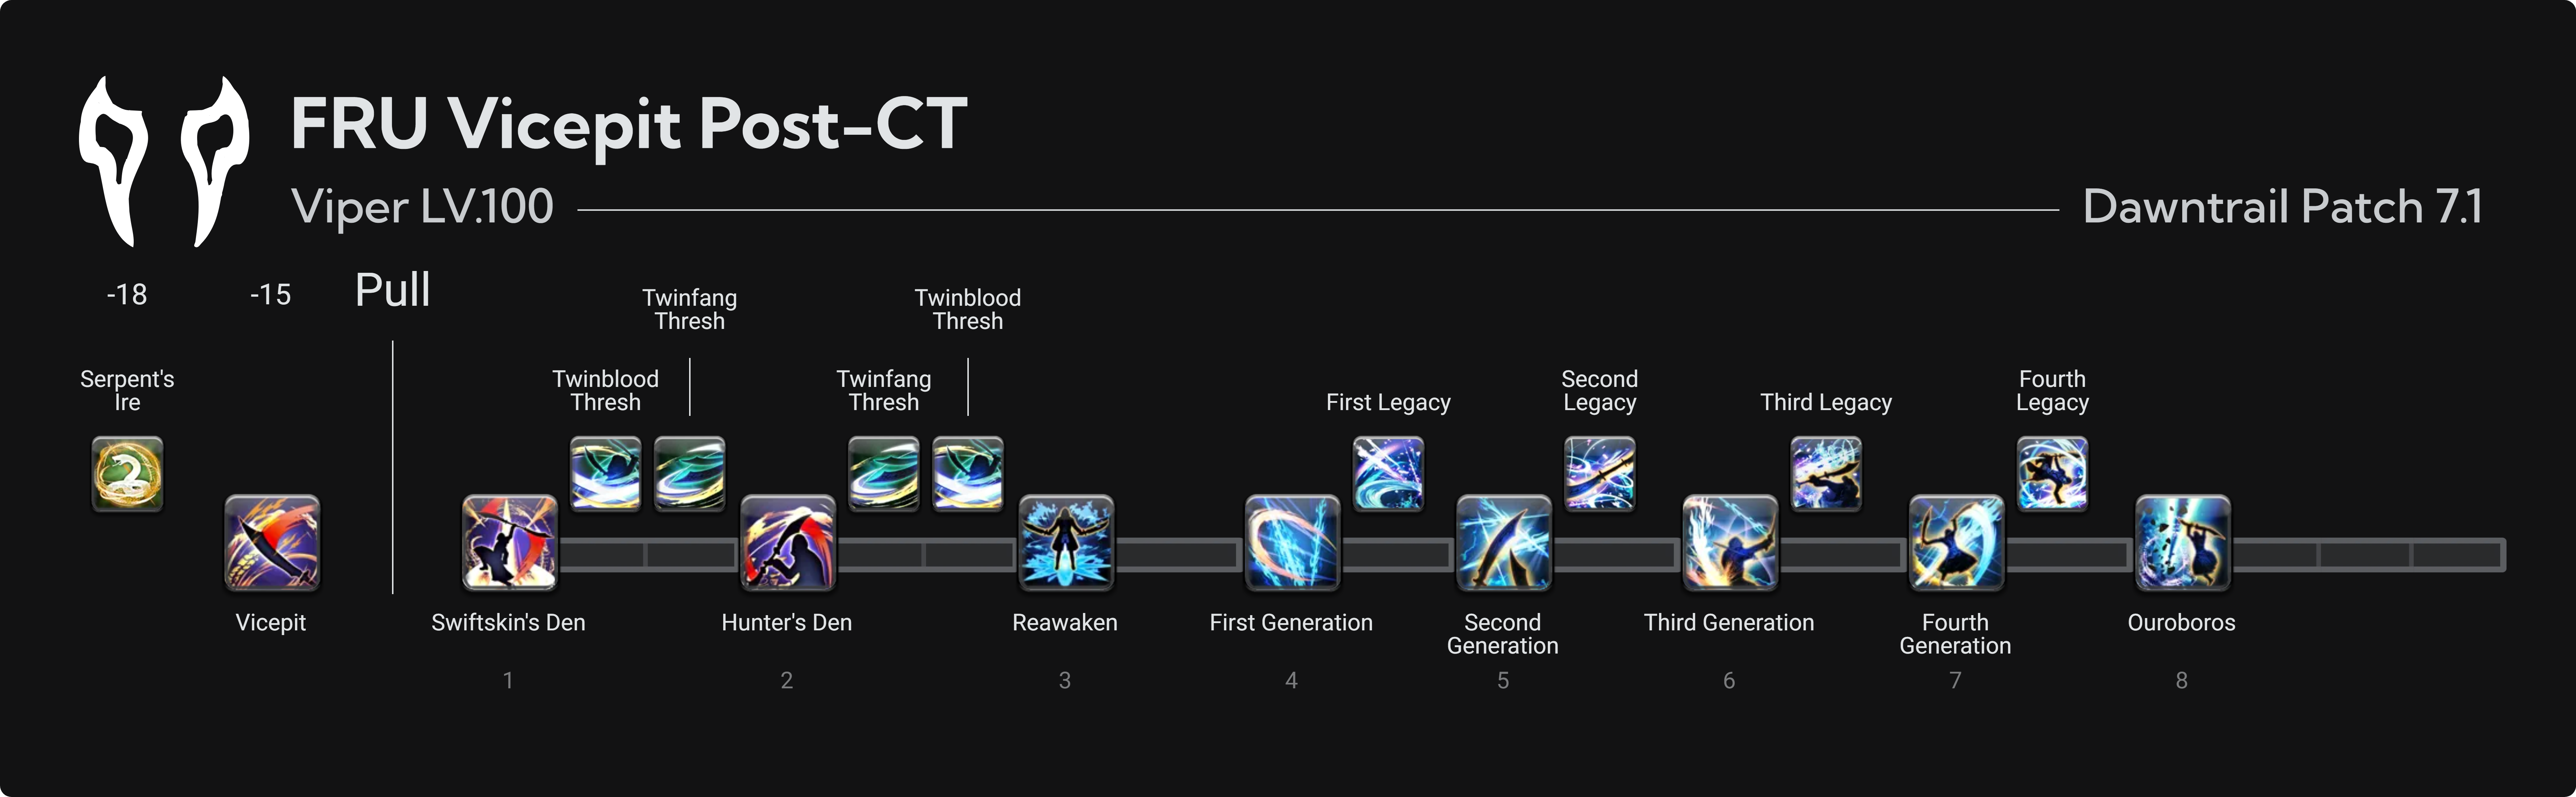 FRU Vicepit Post-CT
Viper LV.100
Dawntrail Patch 7.1
-18
-15
Pull
Serpent's
Ire
Vicepit
Swiftskin's Den
1
Twinblood
Thresh
Twinfang
Thresh
Hunter's Den
2
Twinfang
Thresh
Twinblood
Thresh
Reawaken
3
First Generation
4
First Legacy
Second
Generation
5
Second
Legacy
Third Generation
6
Third Legacy
Fourth
Generation
7
Fourth
Legacy
Ouroboros
8